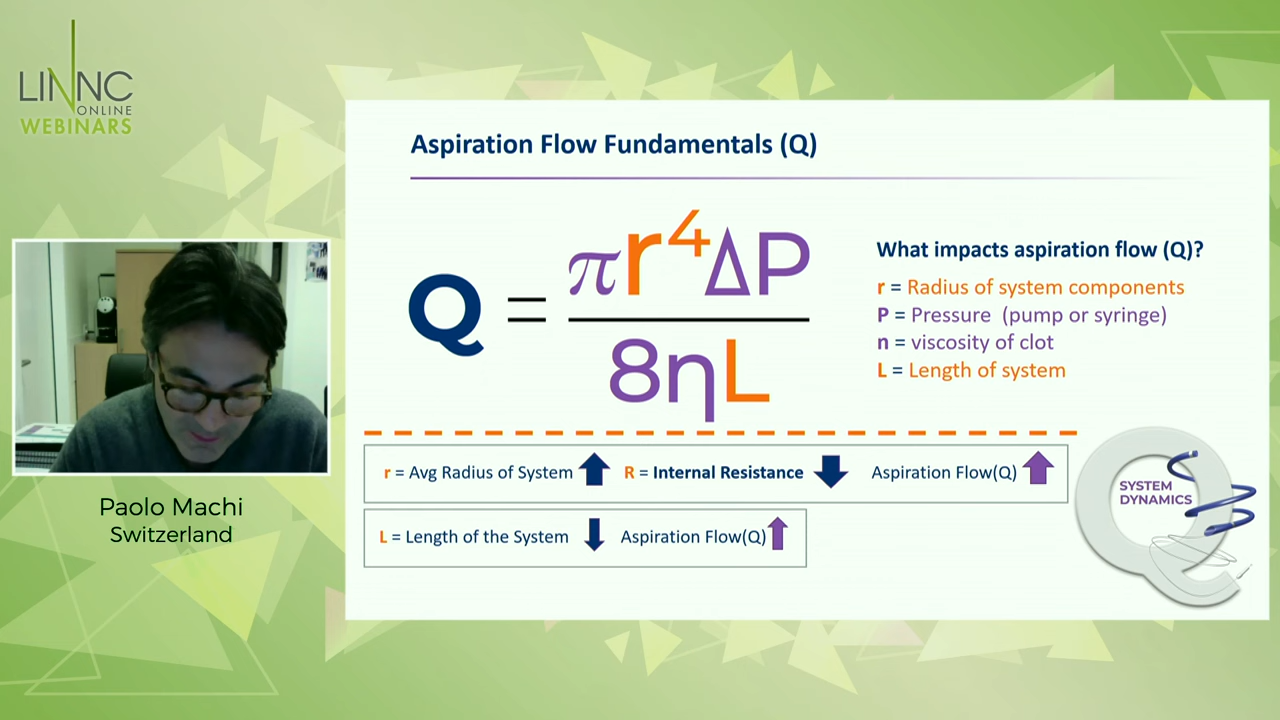 LINNC
ONLINE
WEBINARS
Aspiration Flow Fundamentals (Q)
Q = πr⁴ΔP
8ηL
What impacts aspiration flow (Q)?
r = Radius of system components
P = Pressure (pump or syringe)
n = viscosity of clot
L = Length of system
r = Avg Radius of System R = Internal Resistance Aspiration Flow(Q)
L = Length of the System Aspiration Flow(Q)
SYSTEM
DYNAMICS
Paolo Machi
Switzerland